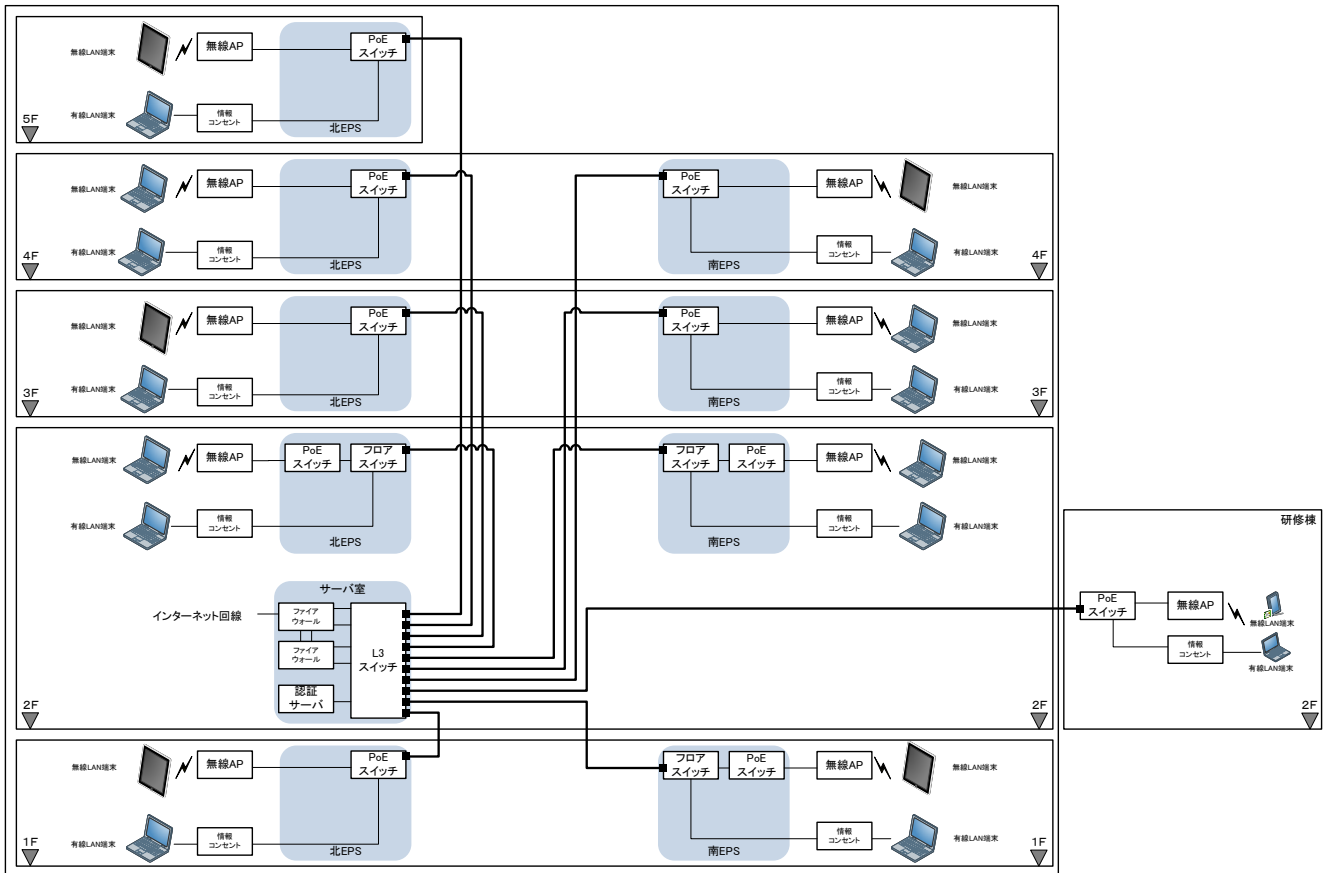 無線LAN端末
無線AP
PoE
スイッチ
有線LAN端末
情報
コンセント
北EPS
5F
無線LAN端末
無線AP
PoE
スイッチ
有線LAN端末
情報
コンセント
北EPS
4F
PoE
スイッチ
無線AP
無線LAN端末
情報
コンセント
有線LAN端末
南EPS
4F
無線LAN端末
無線AP
PoE
スイッチ
有線LAN端末
情報
コンセント
北EPS
3F
PoE
スイッチ
無線AP
無線LAN端末
情報
コンセント
有線LAN端末
南EPS
3F
無線LAN端末
無線AP
PoE
スイッチ
フロア
スイッチ
有線LAN端末
情報
コンセント
北EPS
フロア
スイッチ
PoE
スイッチ
無線AP
無線LAN端末
情報
コンセント
有線LAN端末
南EPS
サーバ室
インターネット回線
ファイア
ウォール
ファイア
ウォール
L3
スイッチ
認証
サーバ
2F
2F
研修棟
PoE
スイッチ
無線AP
無線LAN端末
情報
コンセント
有線LAN端末
2F
無線LAN端末
無線AP
PoE
スイッチ
有線LAN端末
情報
コンセント
北EPS
1F
フロア
スイッチ
PoE
スイッチ
無線AP
無線LAN端末
情報
コンセント
有線LAN端末
南EPS
1F